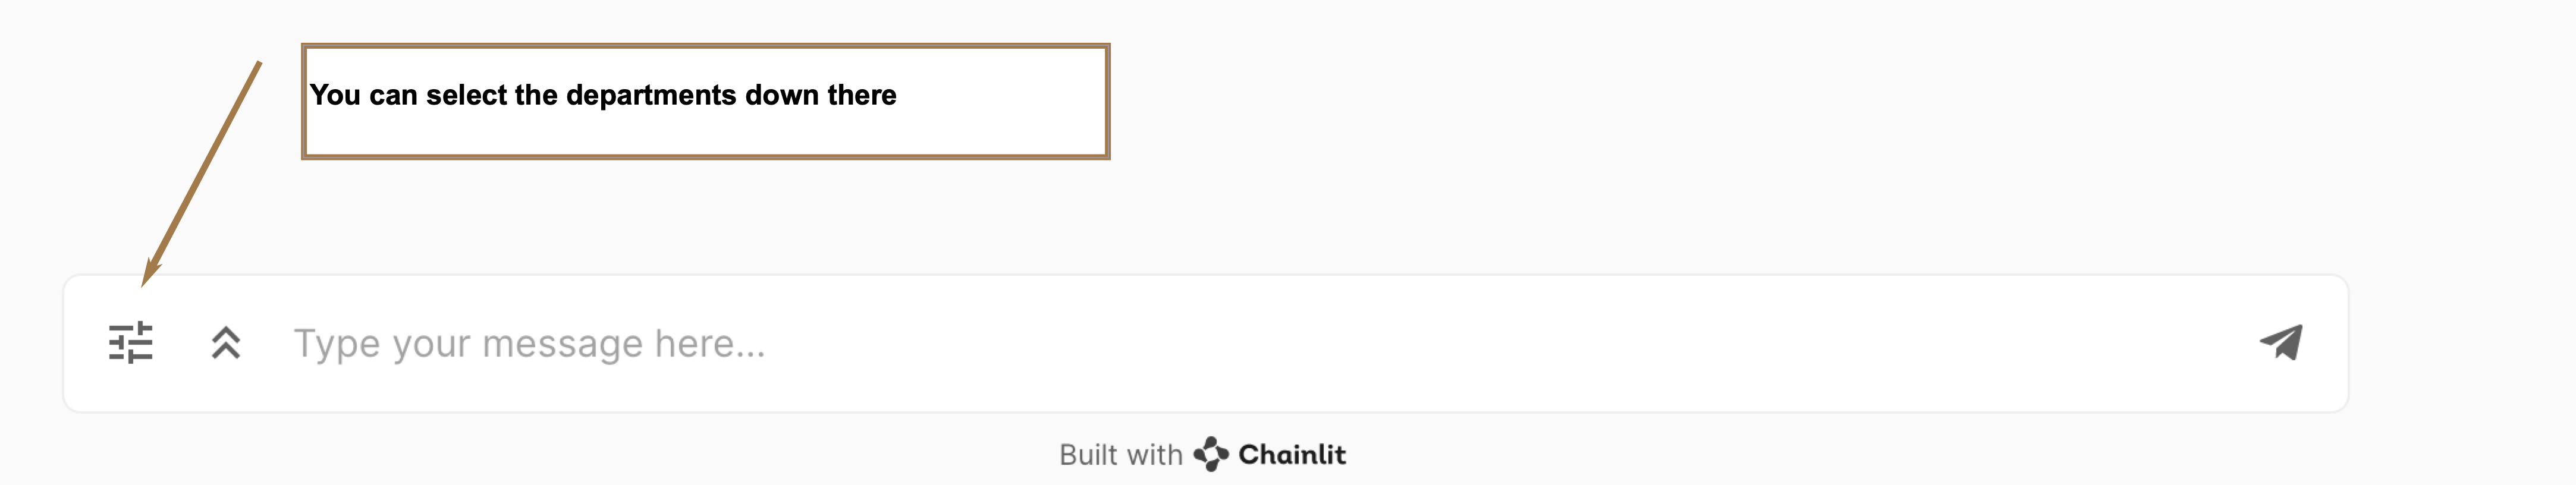 You can select the departments down there
Type your message here...
Built with Chainlit